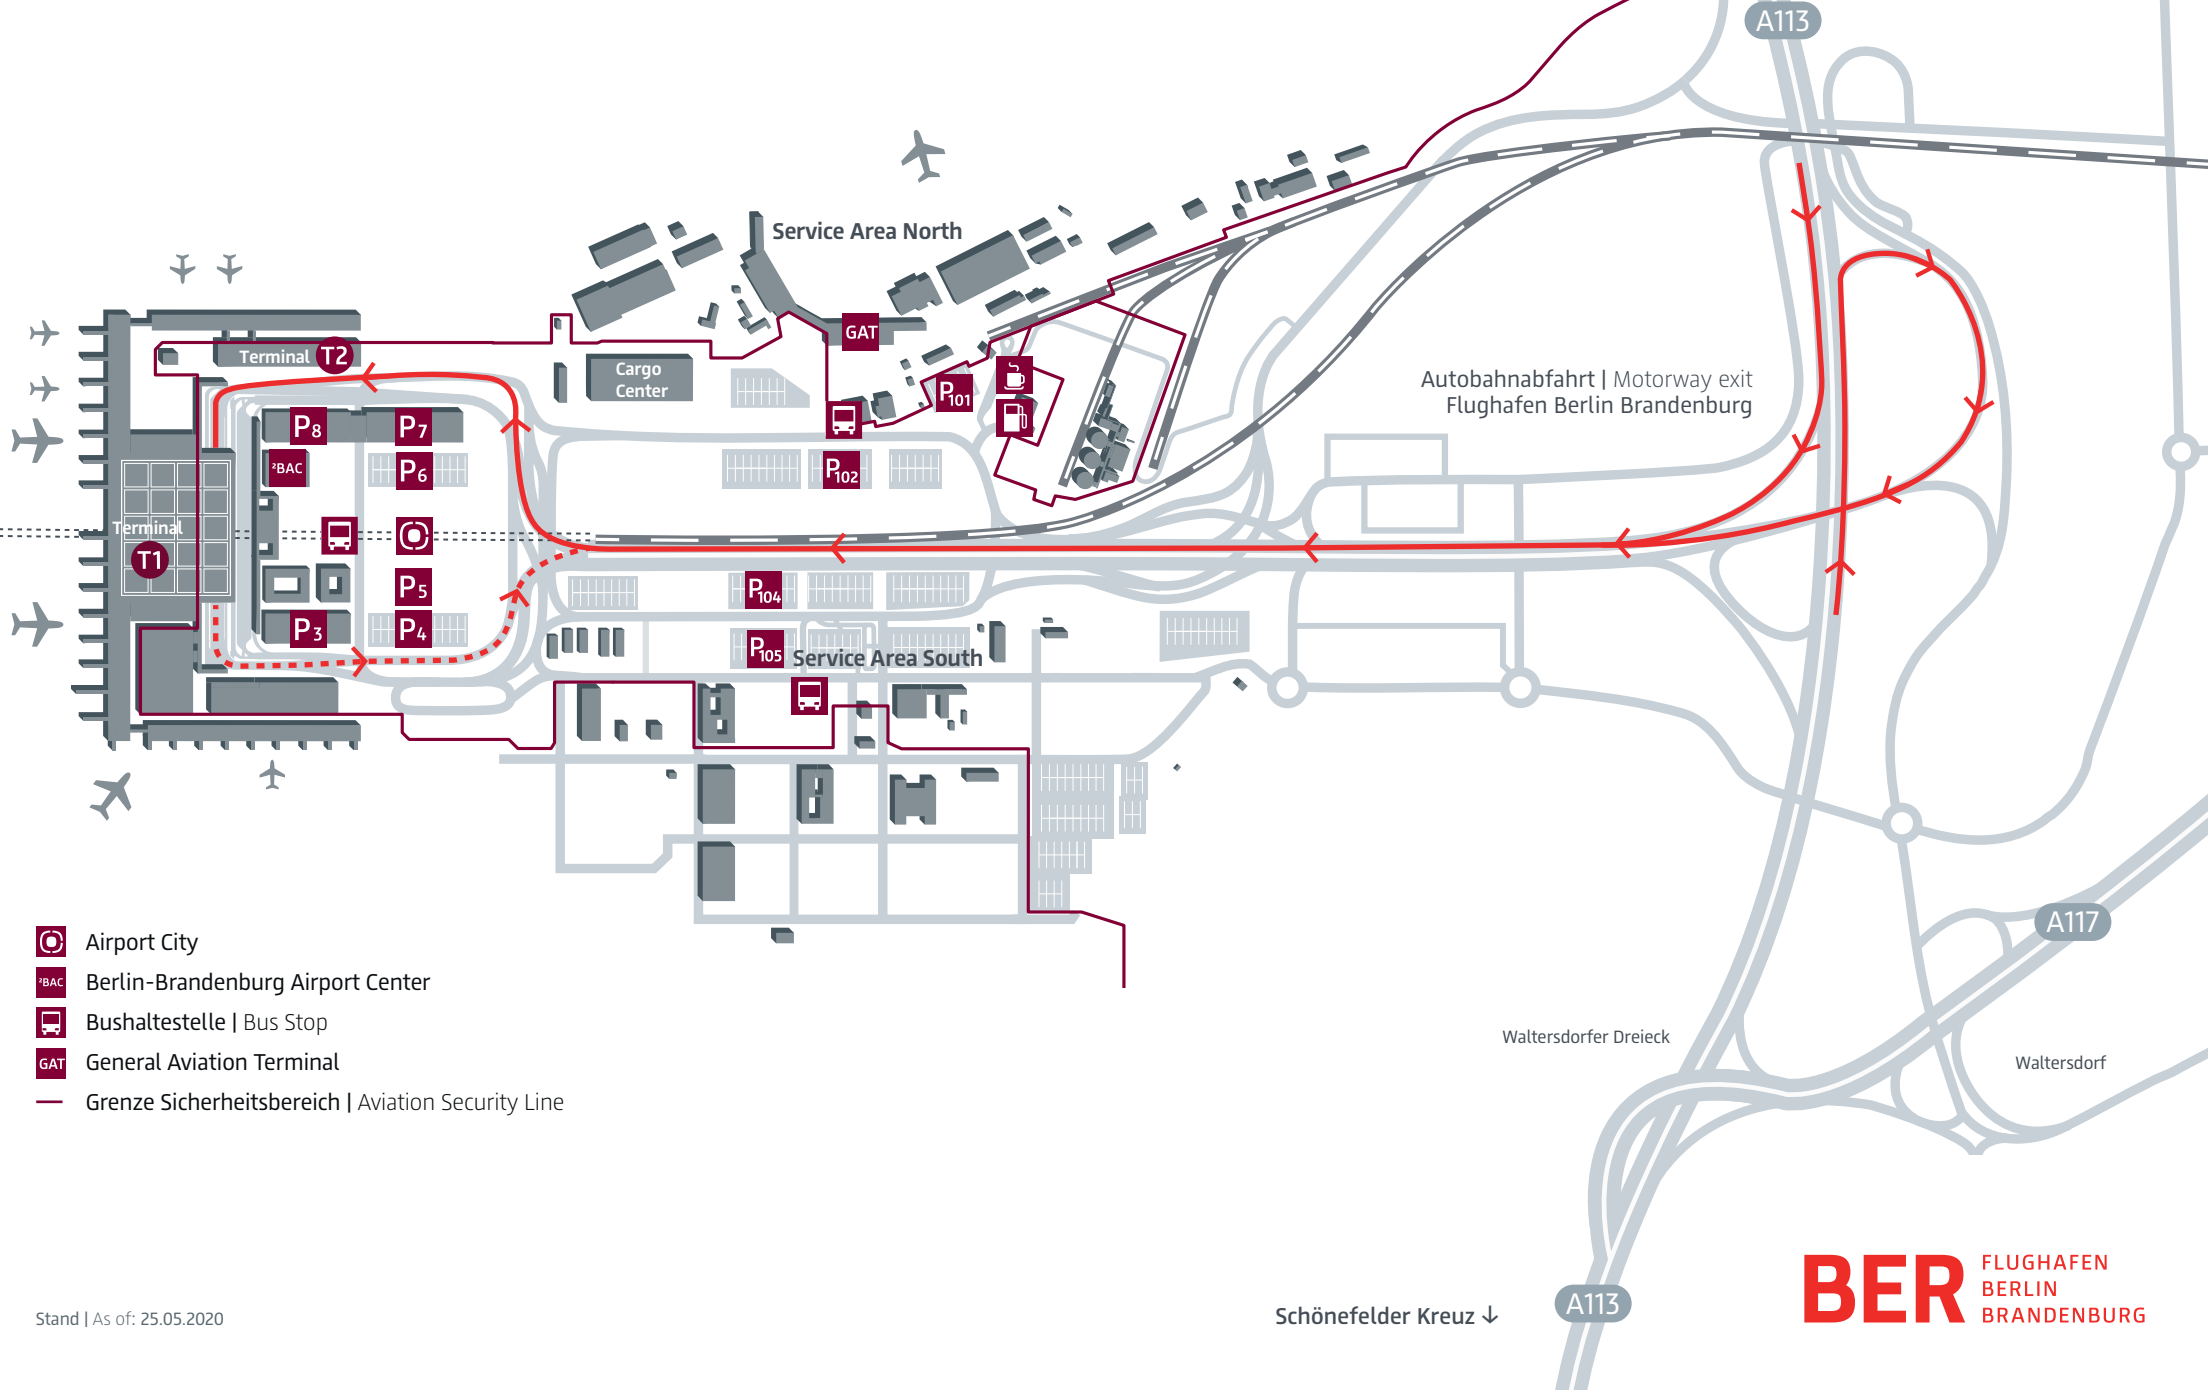 A113
Service Area North
GAT
Terminal T2
Cargo
Center
P101
Autobahnabfahrt | Motorway exit
Flughafen Berlin Brandenburg
P8
P7
²BAC
P6
P102
Terminal
T1
P5
P104
P3
P4
P105
Service Area South
A117
Airport City
²BAC
Berlin-Brandenburg Airport Center
Bushaltestelle | Bus Stop
GAT
General Aviation Terminal
Grenze Sicherheitsbereich | Aviation Security Line
Waltersdorfer Dreieck
Waltersdorf
Stand | As of: 25.05.2020
Schönefelder Kreuz ↓
A113
BER
FLUGHAFEN
BERLIN
BRANDENBURG